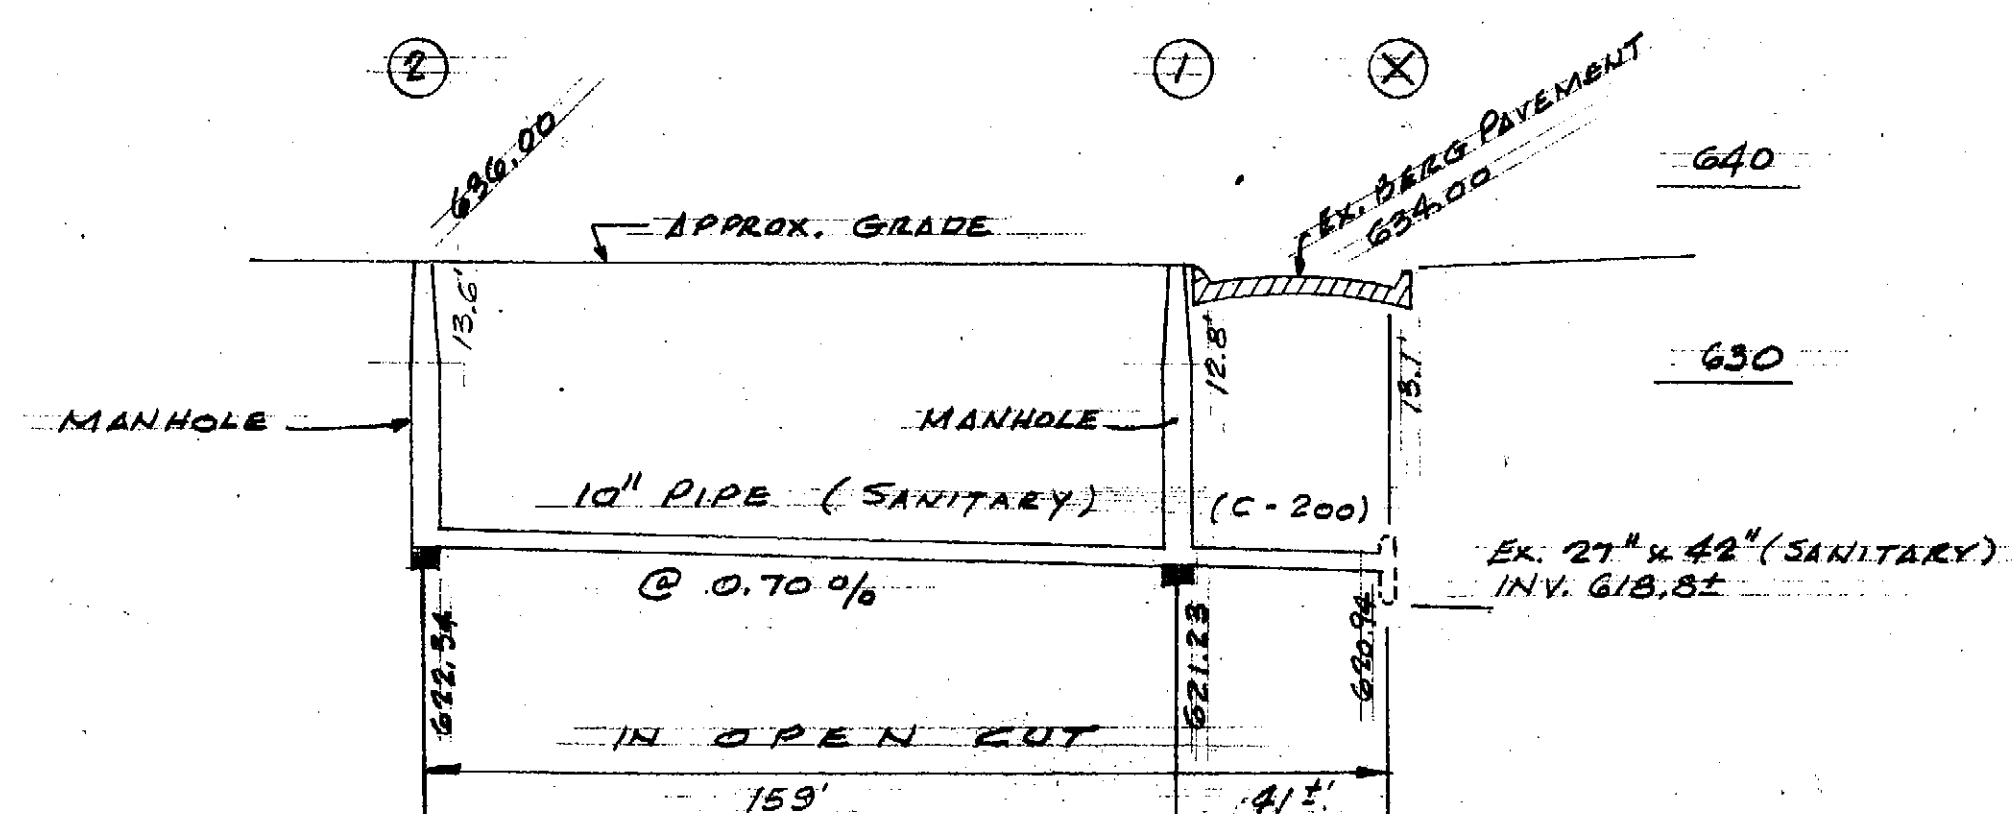 2
1
X
636.00
EX. BERG PAVEMENT
634.00
640
APPROX. GRADE
13.6'
12.8'
13.1'
630
MANHOLE
MANHOLE
10" PIPE (SANITARY)
(C-200)
EX. 27" x 42" (SANITARY)
INV. 618.8±
@ 0.70 %
622.34
621.23
620.94
IN OPEN CUT
159'
41±'